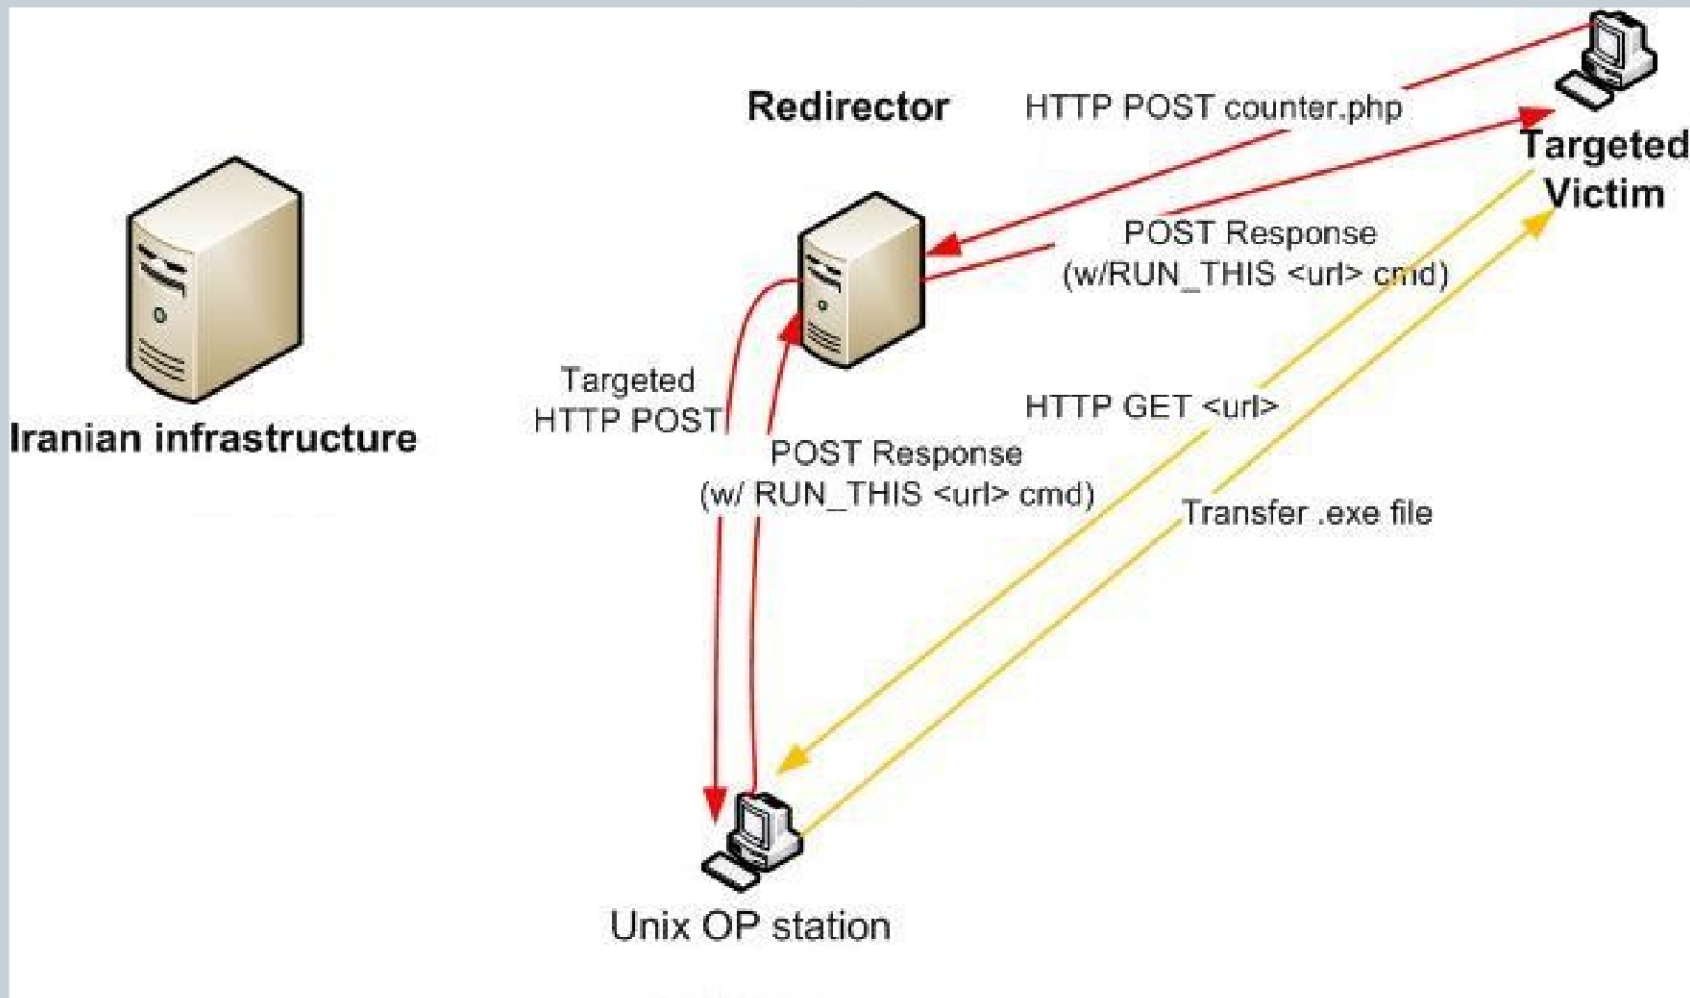 Redirector
HTTP POST counter.php
Targeted
Victim
POST Response
(w/RUN_THIS <url> cmd)
Targeted
HTTP POST
HTTP GET <url>
Iranian infrastructure
POST Response
(w/ RUN_THIS <url> cmd)
Transfer .exe file
Unix OP station